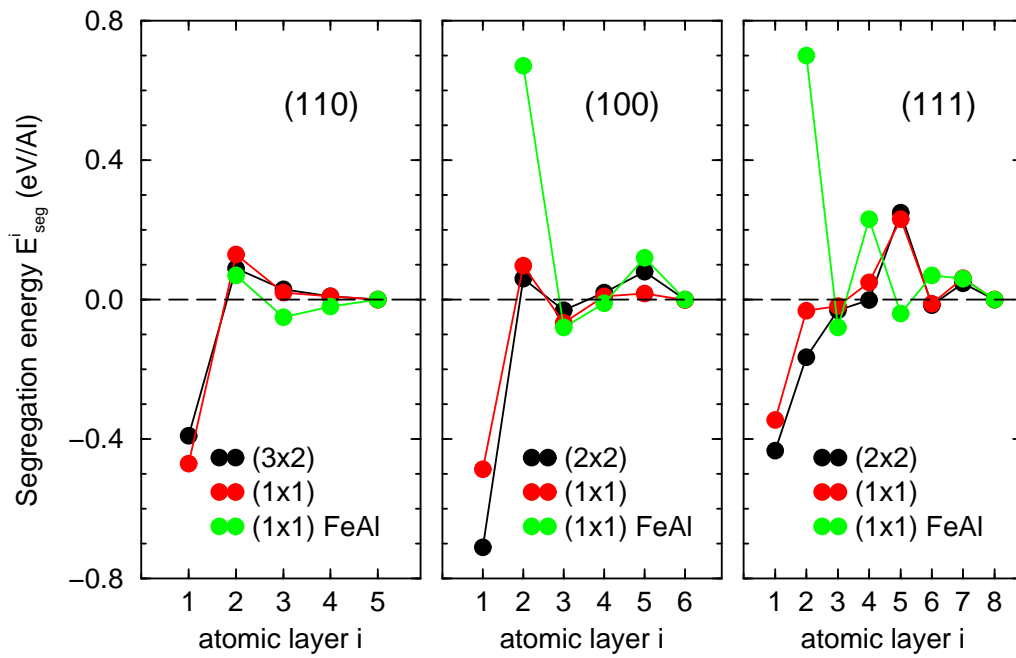 Segregation energy E^i_seg (eV/Al)
0.8
0.4
0.0
−0.4
−0.8
(110)
(3x2)
(1x1)
(1x1) FeAl
1 2 3 4 5
atomic layer i
(100)
(2x2)
(1x1)
(1x1) FeAl
1 2 3 4 5 6
atomic layer i
(111)
(2x2)
(1x1)
(1x1) FeAl
1 2 3 4 5 6 7 8
atomic layer i